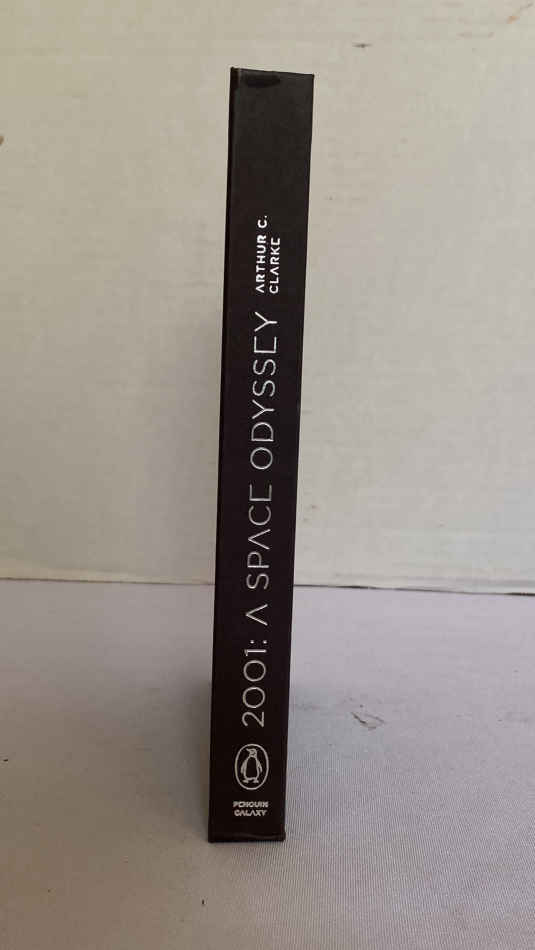 2001: A SPACE ODYSSEY
ARTHUR C.
CLARKE
PENGUIN
GALAXY